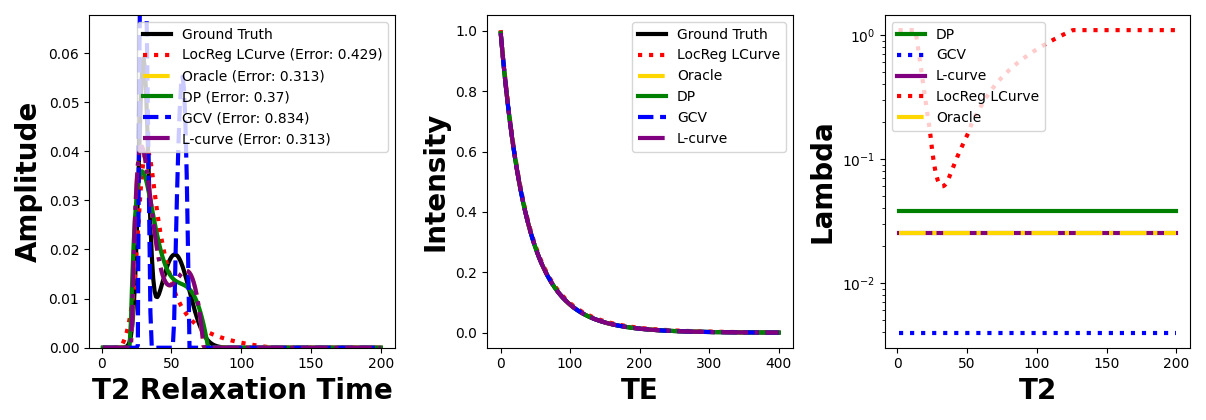 Amplitude
0.06
0.05
0.04
0.03
0.02
0.01
0.00
0
50
100
150
200
T2 Relaxation Time
Ground Truth
LocReg LCurve (Error: 0.429)
Oracle (Error: 0.313)
DP (Error: 0.37)
GCV (Error: 0.834)
L-curve (Error: 0.313)
Intensity
1.0
0.8
0.6
0.4
0.2
0.0
0
100
200
300
400
TE
Ground Truth
LocReg LCurve
Oracle
DP
GCV
L-curve
Lambda
10⁰
10⁻¹
10⁻²
0
50
100
150
200
T2
DP
GCV
L-curve
LocReg LCurve
Oracle